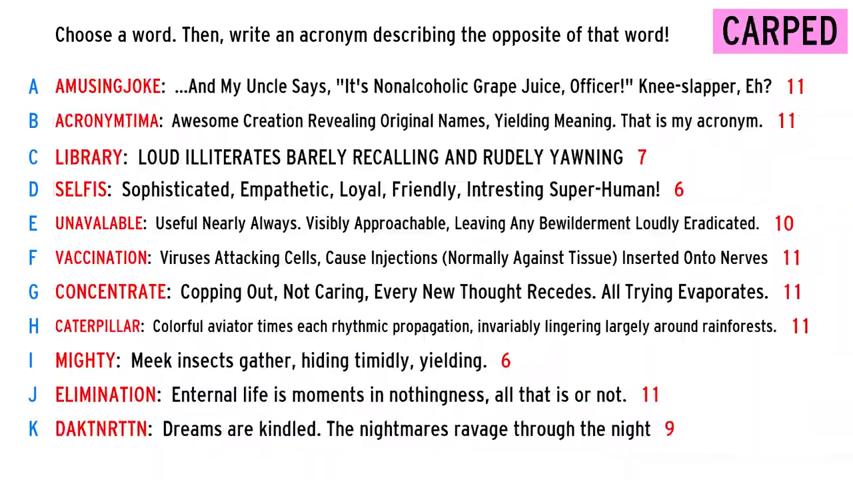 Choose a word. Then, write an acronym describing the opposite of that word!
CARPED
A AMUSINGJOKE: ...And My Uncle Says, "It's Nonalcoholic Grape Juice, Officer!" Knee-slapper, Eh? 11
B ACRONYMTIMA: Awesome Creation Revealing Original Names, Yielding Meaning. That is my acronym. 11
C LIBRARY: LOUD ILLITERATES BARELY RECALLING AND RUDELY YAWNING 7
D SELFIS: Sophisticated, Empathetic, Loyal, Friendly, Intresting Super-Human! 6
E UNAVALABLE: Useful Nearly Always. Visibly Approachable, Leaving Any Bewilderment Loudly Eradicated. 10
F VACCINATION: Viruses Attacking Cells, Cause Injections (Normally Against Tissue) Inserted Onto Nerves 11
G CONCENTRATE: Copping Out, Not Caring, Every New Thought Recedes. All Trying Evaporates. 11
H CATERPILLAR: Colorful aviator times each rhythmic propagation, invariably lingering largely around rainforests. 11
I MIGHTY: Meek insects gather, hiding timidly, yielding. 6
J ELIMINATION: Enternal life is moments in nothingness, all that is or not. 11
K DAKTNRTTN: Dreams are kindled. The nightmares ravage through the night 9